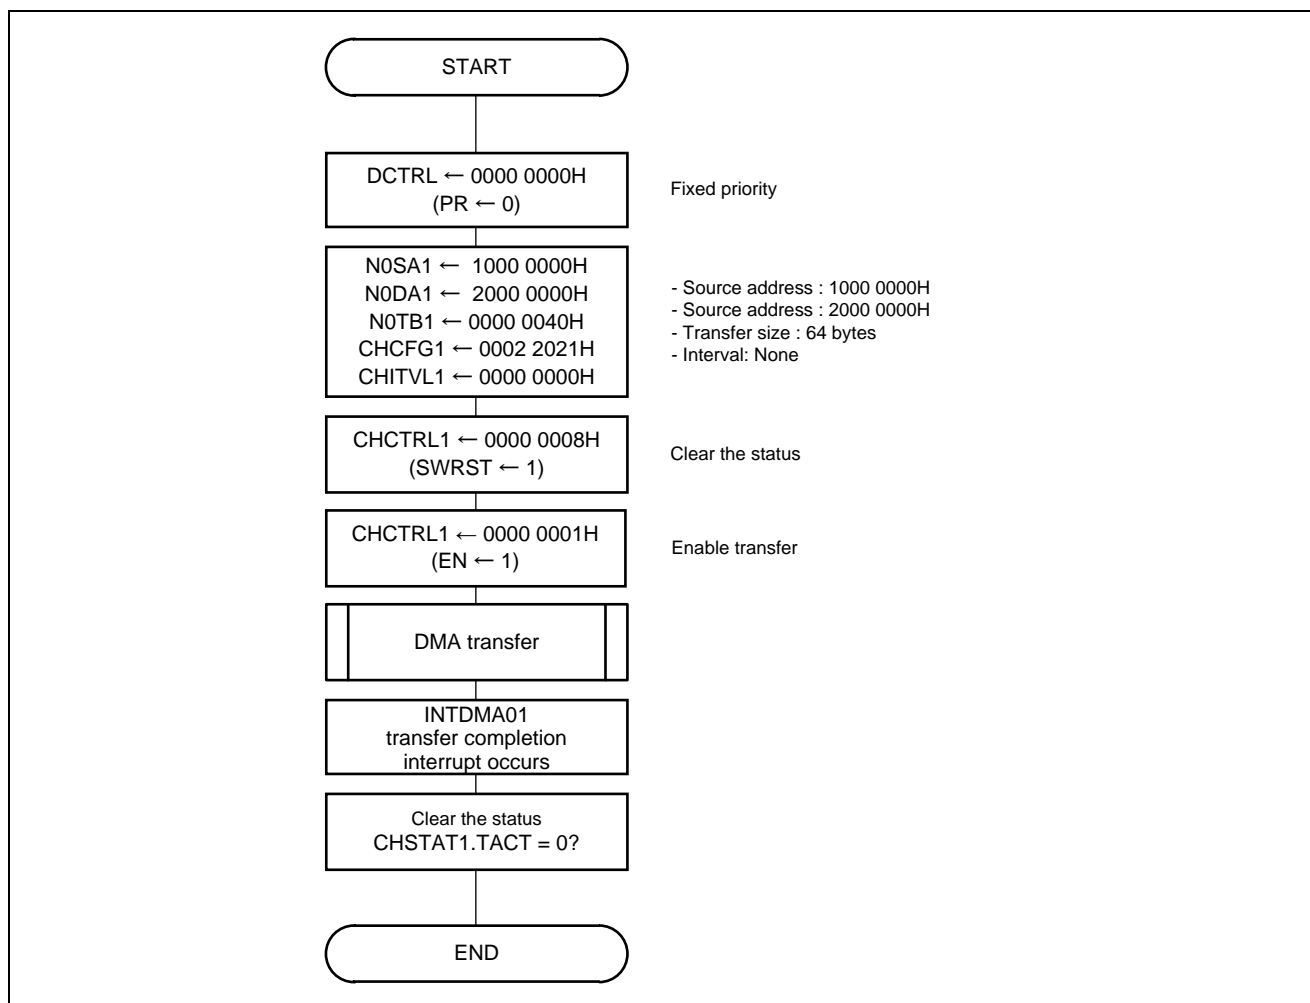 START
DCTRL ← 0000 0000H
(PR ← 0)
Fixed priority
N0SA1 ← 1000 0000H
N0DA1 ← 2000 0000H
N0TB1 ← 0000 0040H
CHCFG1 ← 0002 2021H
CHITVL1 ← 0000 0000H
- Source address : 1000 0000H
- Source address : 2000 0000H
- Transfer size : 64 bytes
- Interval: None
CHCTRL1 ← 0000 0008H
(SWRST ← 1)
Clear the status
CHCTRL1 ← 0000 0001H
(EN ← 1)
Enable transfer
DMA transfer
INTDMA01
transfer completion
interrupt occurs
Clear the status
CHSTAT1.TACT = 0?
END